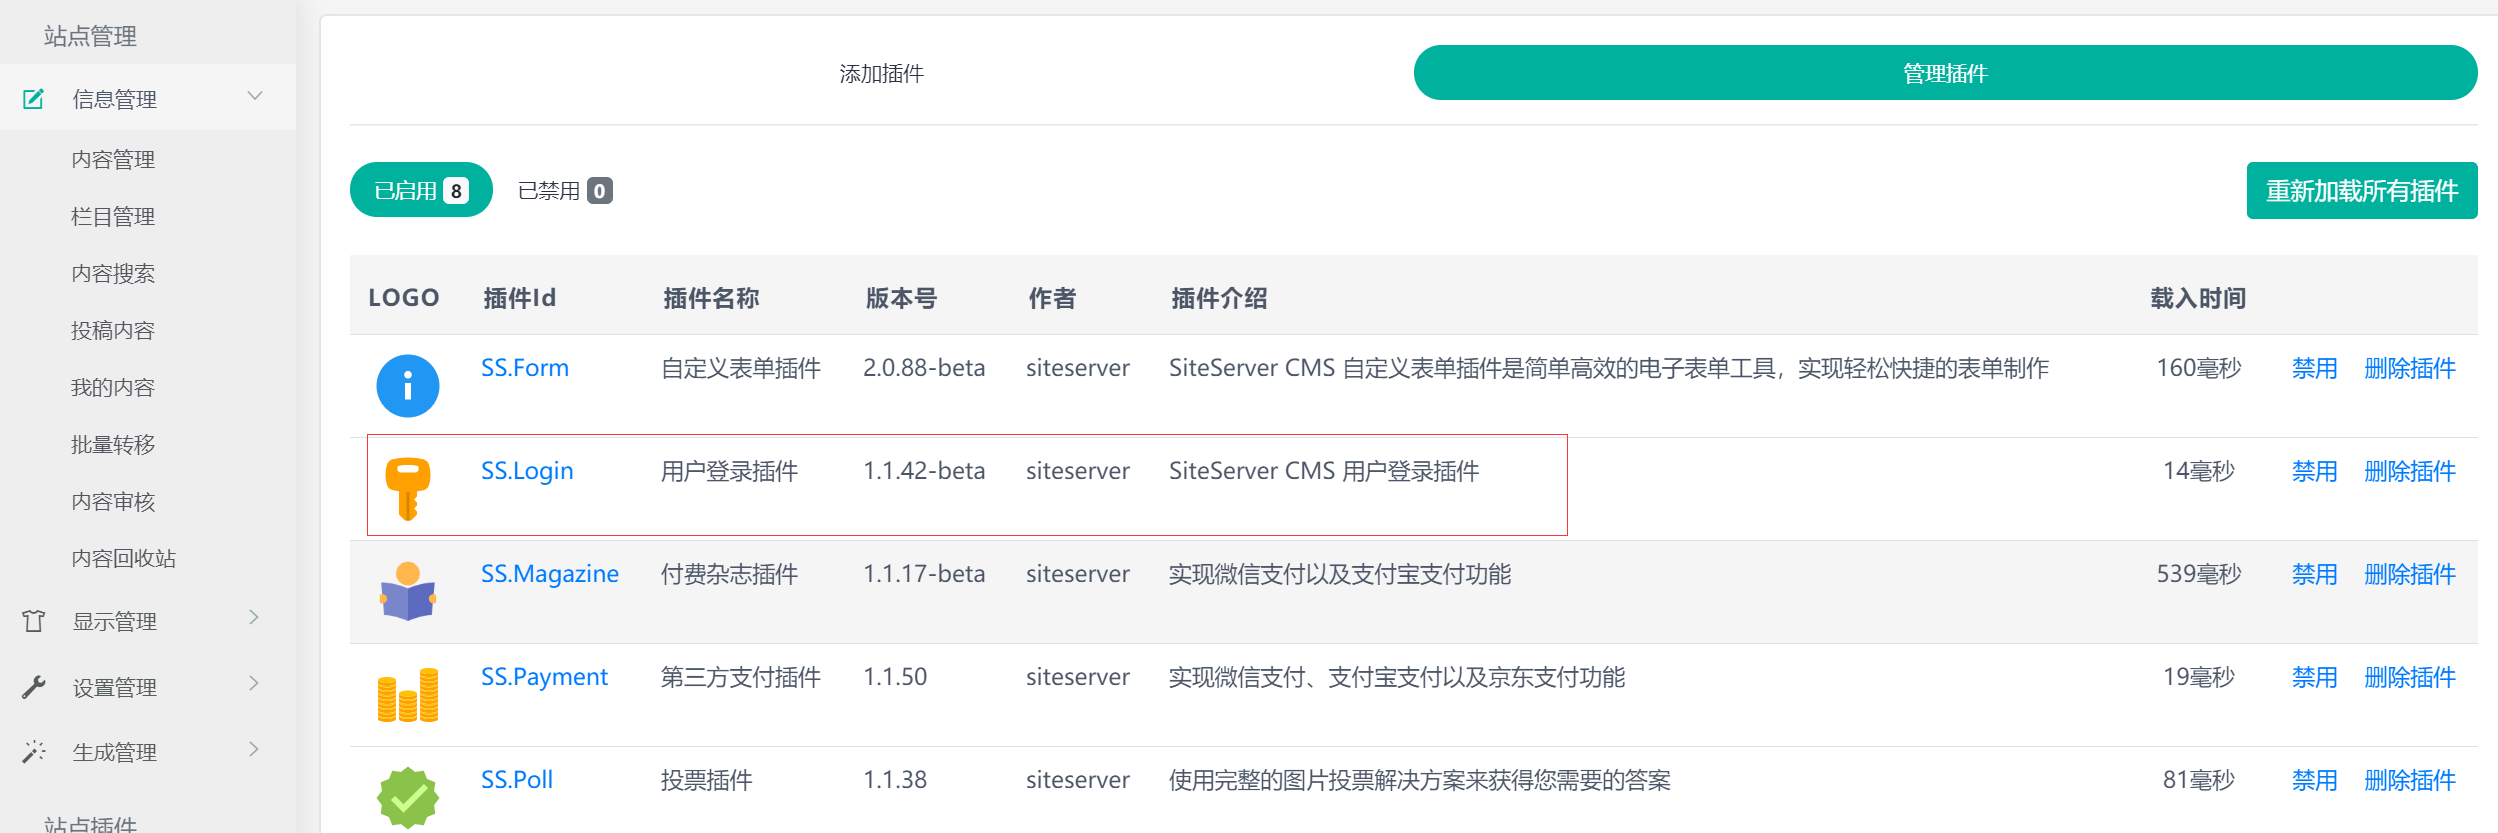 站点管理
信息管理
内容管理
栏目管理
内容搜索
投稿内容
我的内容
批量转移
内容审核
内容回收站
显示管理
设置管理
生成管理
站点插件
添加插件
管理插件
已启用 8
已禁用 0
重新加载所有插件
LOGO 插件Id 插件名称 版本号 作者 插件介绍 载入时间
SS.Form 自定义表单插件 2.0.88-beta siteserver SiteServer CMS 自定义表单插件是简单高效的电子表单工具，实现轻松快捷的表单制作 160毫秒 禁用 删除插件
SS.Login 用户登录插件 1.1.42-beta siteserver SiteServer CMS 用户登录插件 14毫秒 禁用 删除插件
SS.Magazine 付费杂志插件 1.1.17-beta siteserver 实现微信支付以及支付宝支付功能 539毫秒 禁用 删除插件
SS.Payment 第三方支付插件 1.1.50 siteserver 实现微信支付、支付宝支付以及京东支付功能 19毫秒 禁用 删除插件
SS.Poll 投票插件 1.1.38 siteserver 使用完整的图片投票解决方案来获得您需要的答案 81毫秒 禁用 删除插件